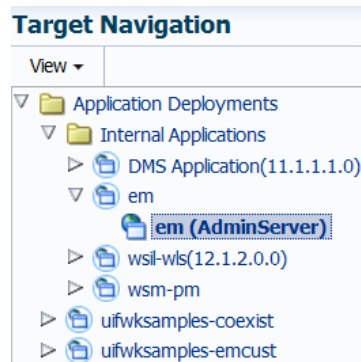 Target Navigation
View
Application Deployments
Internal Applications
DMS Application(11.1.1.1.0)
em
em (AdminServer)
wsil-wls(12.1.2.0.0)
wsm-pm
uifwksamples-coexist
uifwksamples-emcust